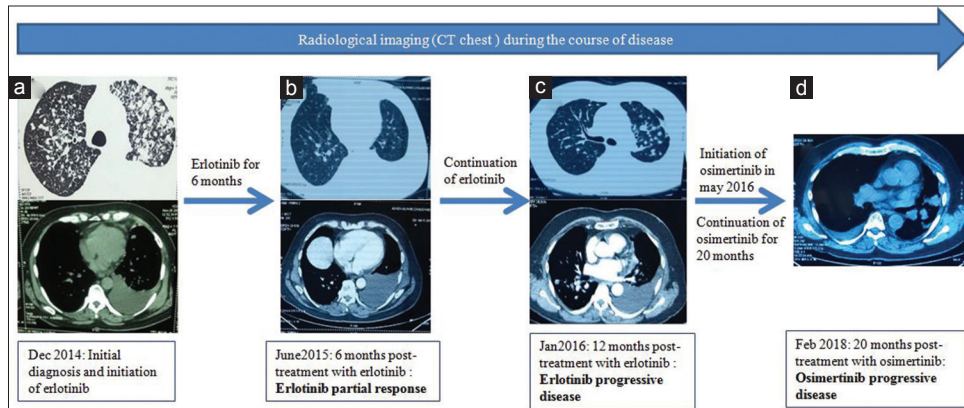 Radiological imaging (CT chest ) during the course of disease
a
b
c
d
Erlotinib for
6 months
Continuation
of erlotinib
Initiation of
osimertinib in
may 2016
Continuation of
osimertinib for
20 months
Dec 2014: Initial
diagnosis and initiation
of erlotinib
June2015: 6 months post-
treatment with erlotinib :
Erlotinib partial response
Jan2016: 12 months post-
treatment with erlotinib :
Erlotinib progressive
disease
Feb 2018: 20 months post-
treatment with osimertinib:
Osimertinib progressive
disease